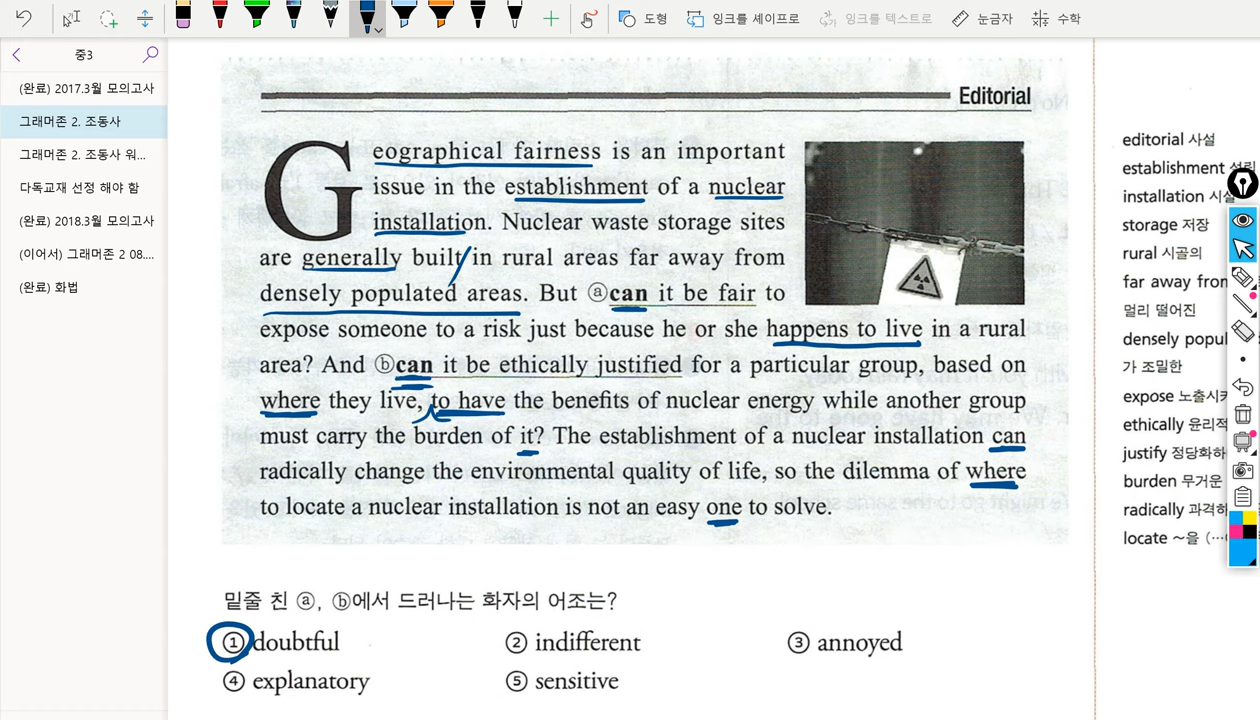 도형
잉크를 셰이프로
잉크를 텍스트로
눈금자
수학
중3
(완료) 2017.3월 모의고사
그래머존 2. 조동사
그래머존 2. 조동사 워...
다독교재 선정 해야 함
(완료) 2018.3월 모의고사
(이어서) 그래머존 2 08....
(완료) 화법
Editorial
Geographical fairness is an important
issue in the establishment of a nuclear
installation. Nuclear waste storage sites
are generally built in rural areas far away from
densely populated areas. But ⓐcan it be fair to
expose someone to a risk just because he or she happens to live in a rural
area? And ⓑcan it be ethically justified for a particular group, based on
where they live, to have the benefits of nuclear energy while another group
must carry the burden of it? The establishment of a nuclear installation can
radically change the environmental quality of life, so the dilemma of where
to locate a nuclear installation is not an easy one to solve.
밑줄 친 ⓐ, ⓑ에서 드러나는 화자의 어조는?
① doubtful ② indifferent ③ annoyed
④ explanatory ⑤ sensitive
editorial 사설
establishment 설립
installation 시설
storage 저장
rural 시골의
far away from
멀리 떨어진
densely popul
가 조밀한
expose 노출시키
ethically 윤리적
justify 정당화하
burden 무거운
radically 과격하
locate ～을 (…